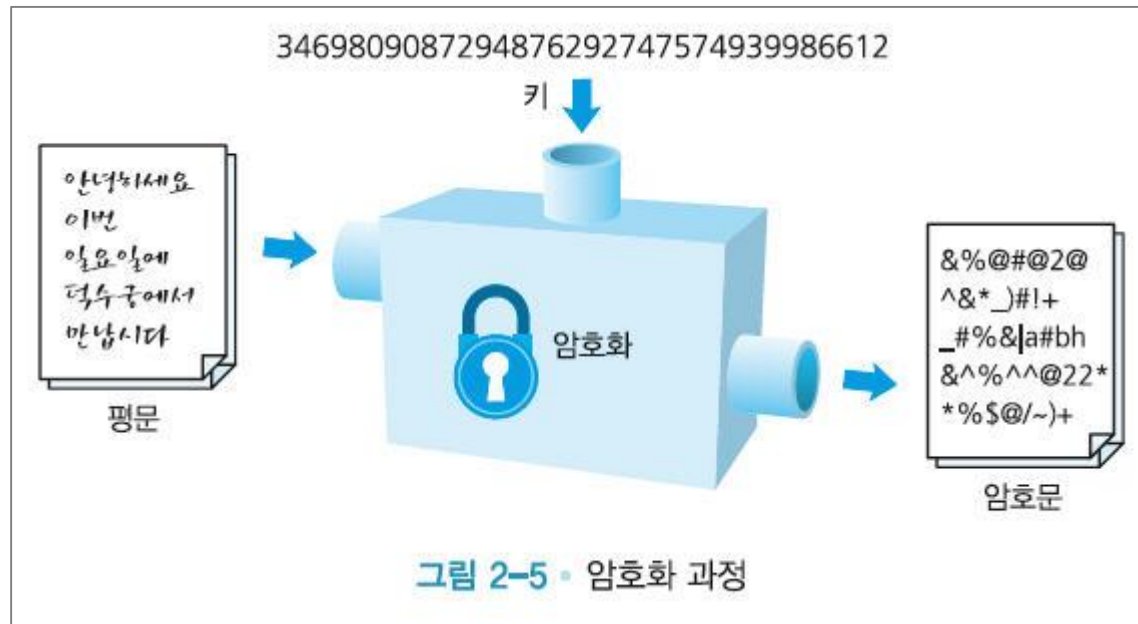 3469809087294876292747574939986612
키
안녕하세요
이번
일요일에
덕수궁에서
만납시다
평문
암호화
&%@#@2@
^&*_)#!+
_#%&|a#bh
&^%^^@22*
*%$@/~)+
암호문
그림 2-5 • 암호화 과정